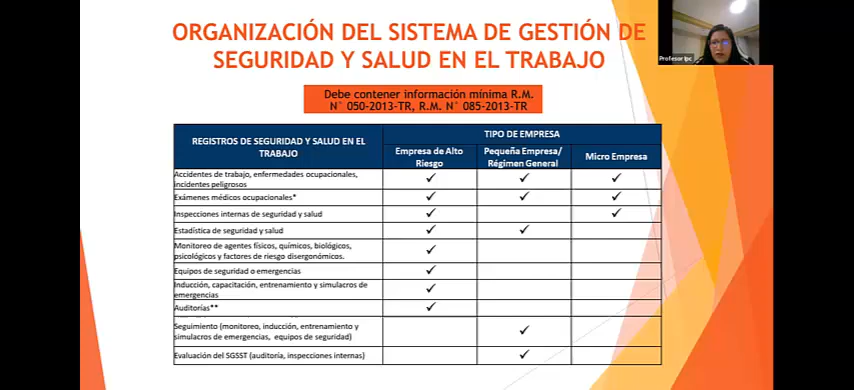 ORGANIZACIÓN DEL SISTEMA DE GESTIÓN DE
SEGURIDAD Y SALUD EN EL TRABAJO
Profesor Ipc
Debe contener información mínima R.M.
N° 050-2013-TR, R.M. N° 085-2013-TR
REGISTROS DE SEGURIDAD Y SALUD EN EL
TRABAJO
TIPO DE EMPRESA
Empresa de Alto
Riesgo
Pequeña Empresa/
Régimen General
Micro Empresa
Accidentes de trabajo, enfermedades ocupacionales,
incidentes peligrosos
✓ ✓ ✓
Exámenes médicos ocupacionales*
✓ ✓ ✓
Inspecciones internas de seguridad y salud
✓ ✓
Estadística de seguridad y salud
✓ ✓
Monitoreo de agentes físicos, químicos, biológicos,
psicológicos y factores de riesgo disergonómicos.
✓
Equipos de seguridad o emergencias
✓
Inducción, capacitación, entrenamiento y simulacros de
emergencias
✓
Auditorías**
✓
Seguimiento (monitoreo, inducción, entrenamiento y
simulacros de emergencias, equipos de seguridad)
✓
Evaluación del SGSST (auditoría, inspecciones internas)
✓